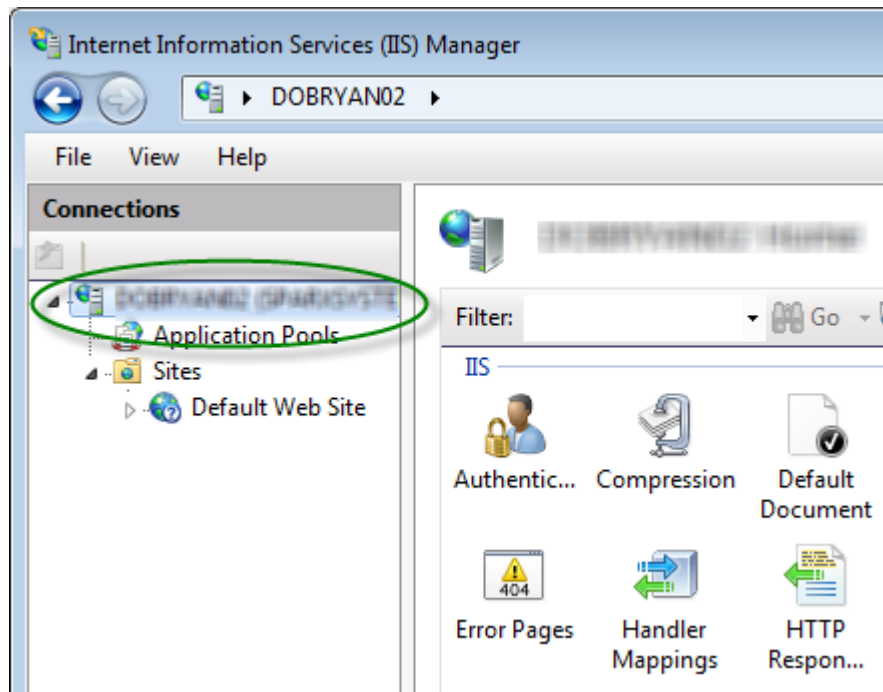 Internet Information Services (IIS) Manager
DOBRYAN02
File View Help
Connections
Application Pools
Sites
Default Web Site
Filter:
Go
IIS
Authentic... Compression Default Document
Error Pages Handler Mappings HTTP Respon...
404